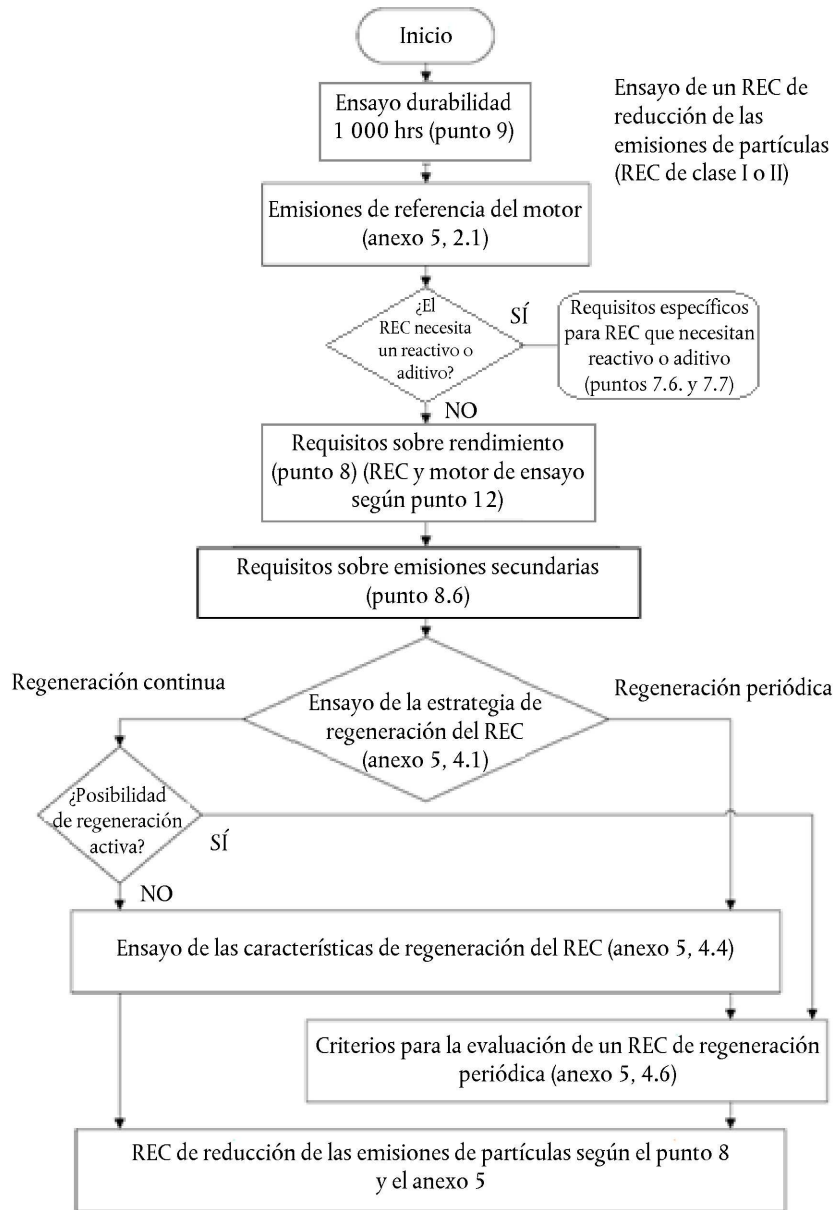 Inicio
Ensayo durabilidad
1 000 hrs (punto 9)
Ensayo de un REC de
reducción de las
emisiones de partículas
(REC de clase I o II)
Emisiones de referencia del motor
(anexo 5, 2.1)
¿El
REC necesita
un reactivo o
aditivo?
SÍ
Requisitos específicos
para REC que necesitan
reactivo o aditivo
(puntos 7.6. y 7.7)
NO
Requisitos sobre rendimiento
(punto 8) (REC y motor de ensayo
según punto 12)
Requisitos sobre emisiones secundarias
(punto 8.6)
Regeneración continua
Ensayo de la estrategia de
regeneración del REC
(anexo 5, 4.1)
Regeneración periódica
¿Posibilidad
de regeneración
activa?
SÍ
NO
Ensayo de las características de regeneración del REC (anexo 5, 4.4)
Criterios para la evaluación de un REC de regeneración
periódica (anexo 5, 4.6)
REC de reducción de las emisiones de partículas según el punto 8
y el anexo 5